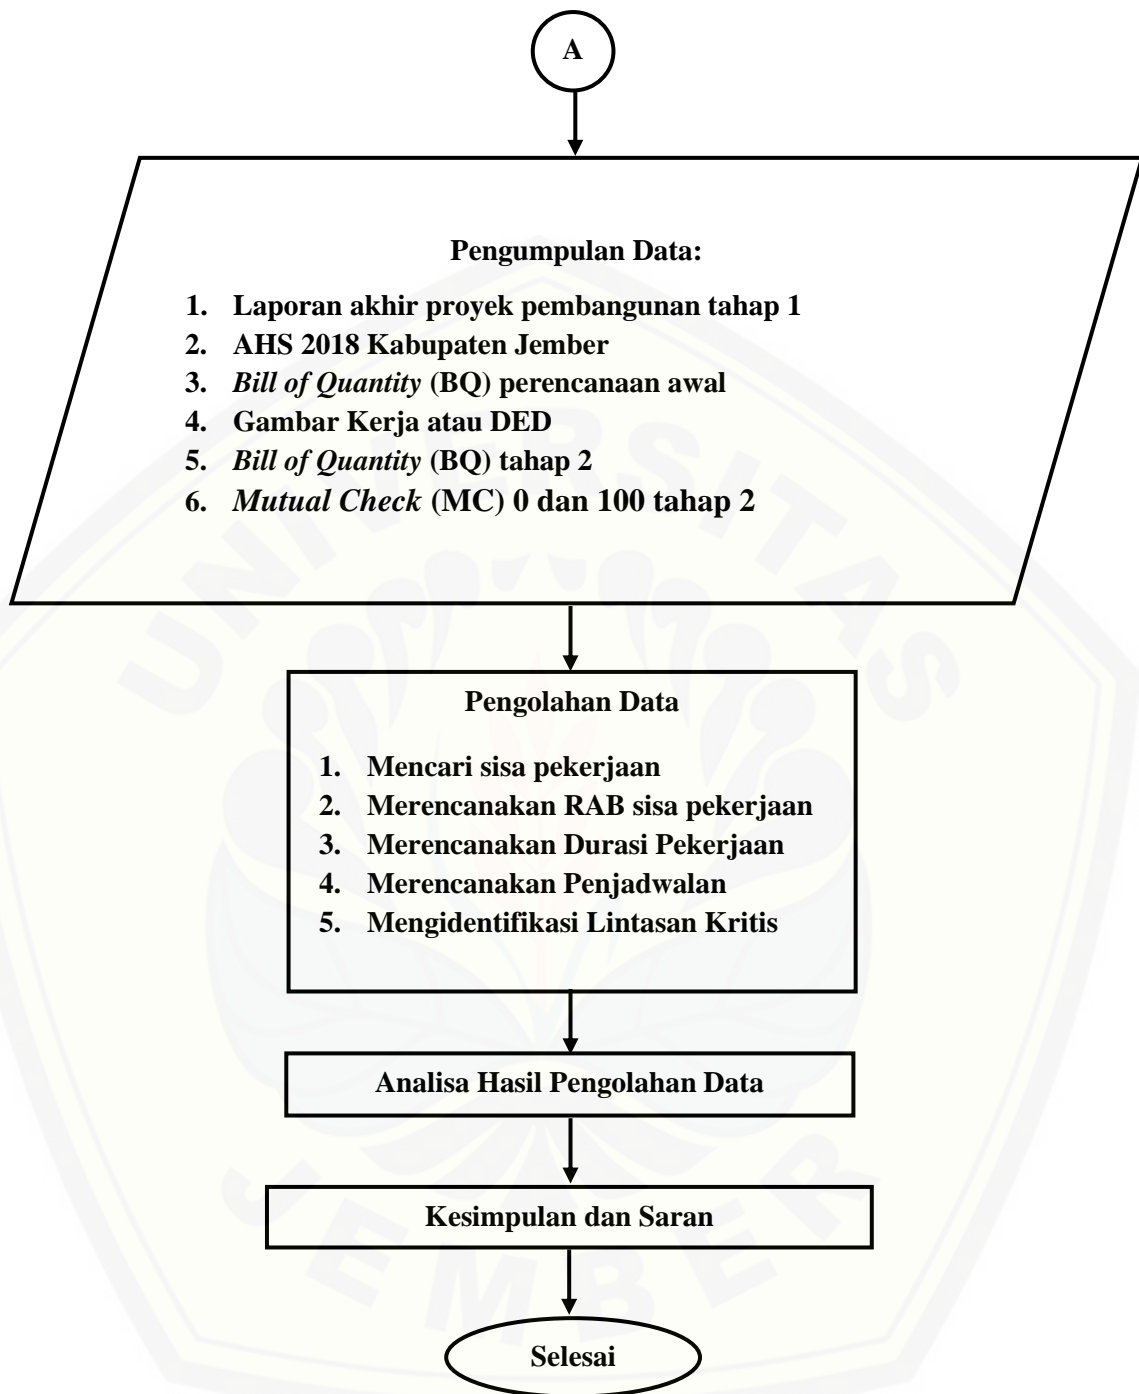 A
Pengumpulan Data:
1. Laporan akhir proyek pembangunan tahap 1
2. AHS 2018 Kabupaten Jember
3. Bill of Quantity (BQ) perencanaan awal
4. Gambar Kerja atau DED
5. Bill of Quantity (BQ) tahap 2
6. Mutual Check (MC) 0 dan 100 tahap 2
Pengolahan Data
1. Mencari sisa pekerjaan
2. Merencanakan RAB sisa pekerjaan
3. Merencanakan Durasi Pekerjaan
4. Merencanakan Penjadwalan
5. Mengidentifikasi Lintasan Kritis
Analisa Hasil Pengolahan Data
Kesimpulan dan Saran
Selesai
UNIVERSITAS
JEMBER